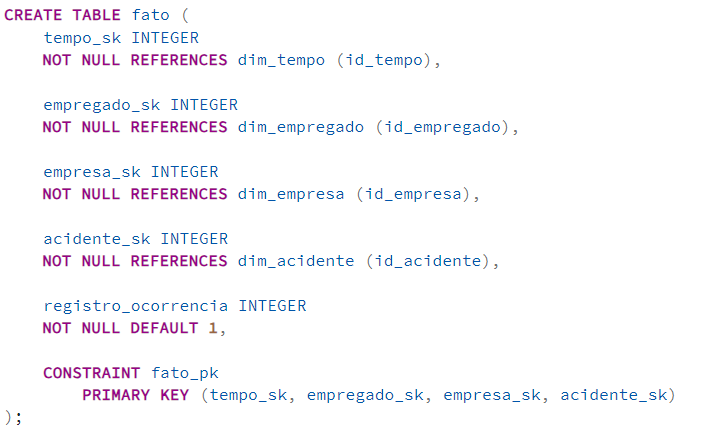 CREATE TABLE fato (
    tempo_sk INTEGER
    NOT NULL REFERENCES dim_tempo (id_tempo),
    empregado_sk INTEGER
    NOT NULL REFERENCES dim_empregado (id_empregado),
    empresa_sk INTEGER
    NOT NULL REFERENCES dim_empresa (id_empresa),
    acidente_sk INTEGER
    NOT NULL REFERENCES dim_acidente (id_acidente),
    registro_ocorrencia INTEGER
    NOT NULL DEFAULT 1,
    CONSTRAINT fato_pk
        PRIMARY KEY (tempo_sk, empregado_sk, empresa_sk, acidente_sk)
);